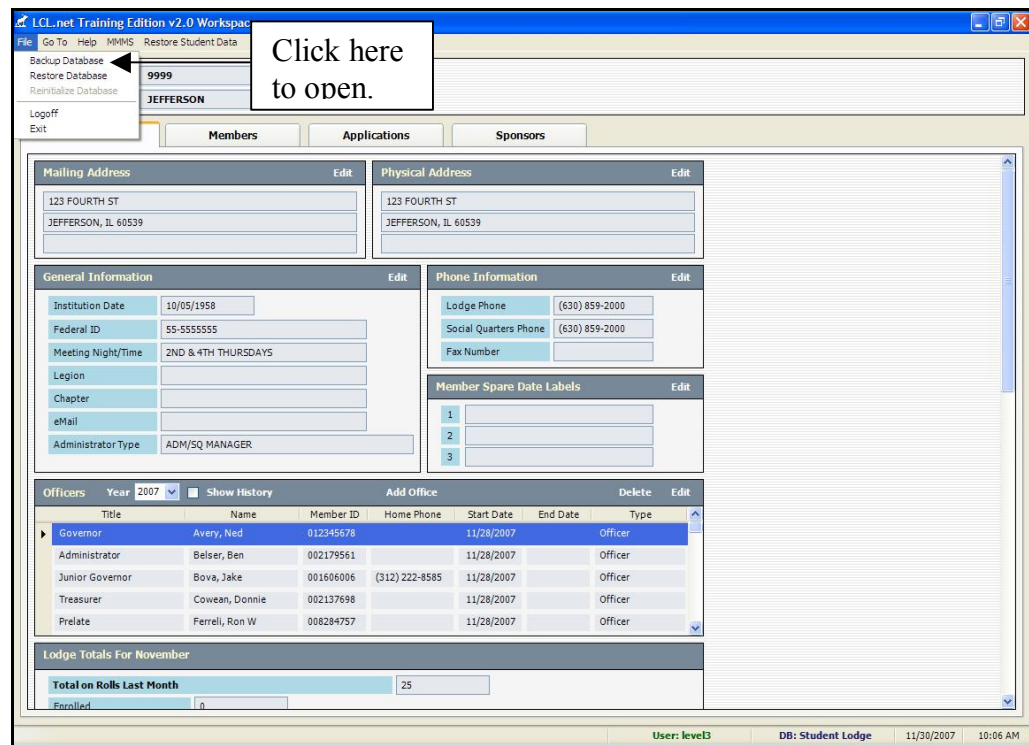 LCL.net Training Edition v2.0 Workspac
File Go To Help MMMS Restore Student Data
Click here
to open.
Backup Database
Restore Database
Reinitialize Database
Logoff
Exit
9999
JEFFERSON
Members Applications Sponsors
Mailing Address Edit
123 FOURTH ST
JEFFERSON, IL 60539
Physical Address Edit
123 FOURTH ST
JEFFERSON, IL 60539
General Information Edit
Institution Date 10/05/1958
Federal ID 55-5555555
Meeting Night/Time 2ND & 4TH THURSDAYS
Legion
Chapter
eMail
Administrator Type ADM/SQ MANAGER
Phone Information Edit
Lodge Phone (630) 859-2000
Social Quarters Phone (630) 859-2000
Fax Number
Member Spare Date Labels Edit
1
2
3
Officers Year 2007 Show History Add Office Delete Edit
Title Name Member ID Home Phone Start Date End Date Type
Governor Avery, Ned 012345678 11/28/2007 Officer
Administrator Belser, Ben 002179561 11/28/2007 Officer
Junior Governor Bova, Jake 001606006 (312) 222-8585 11/28/2007 Officer
Treasurer Cowean, Donnie 002137698 11/28/2007 Officer
Prelate Ferreli, Ron W 008284757 11/28/2007 Officer
Lodge Totals For November
Total on Rolls Last Month 25
Enrolled 0
User: level3 DB: Student Lodge 11/30/2007 10:06 AM